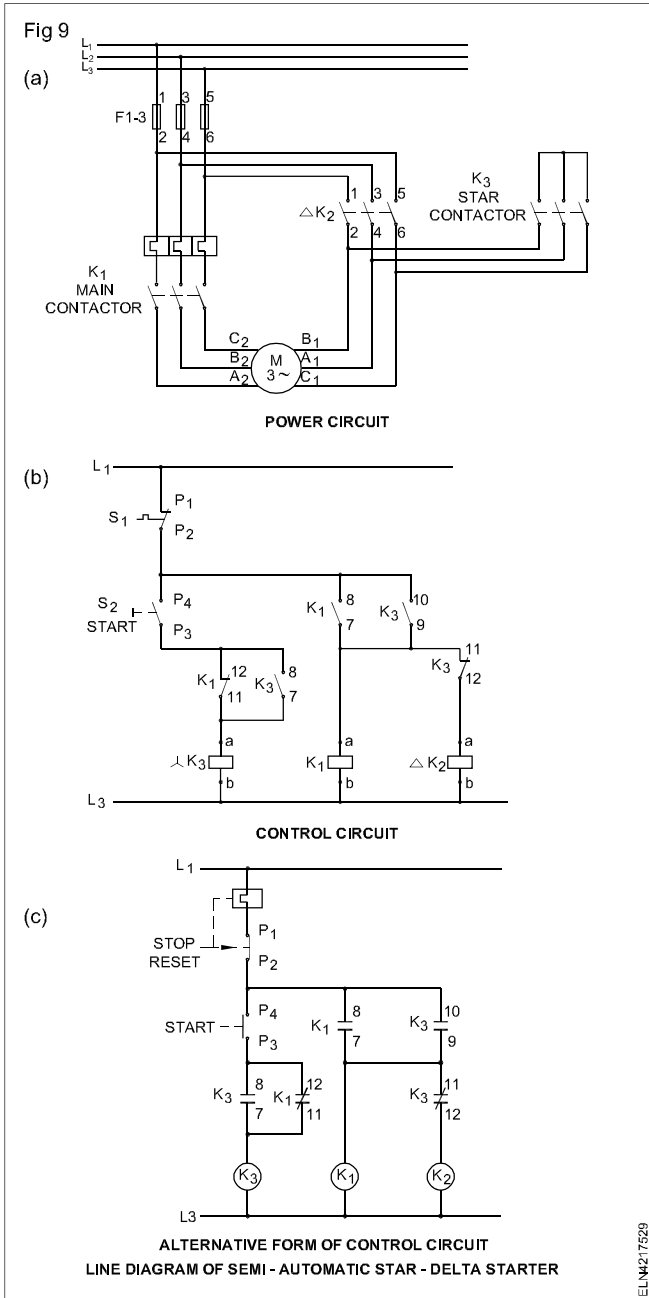 Fig 9
L1
L2
L3
(a)
1 3 5
F1-3
2 4 6
K3
STAR
CONTACTOR
1 3 5
△ K2
2 4 6
K1
MAIN
CONTACTOR
C2 B1
B2 M A1
3 ~
A2 C1
POWER CIRCUIT
(b)
L1
P1
S1
P2
S2 P4
START
P3
K1 8
7
K3 10
9
K1 12
11
K3 8
7
K3 11
12
a a a
⅄ K3 K1 △ K2
b b b
L3
CONTROL CIRCUIT
(c)
L1
STOP
RESET
P1
P2
START
P4
P3
K1 8
7
K3 10
9
K3 8
7
K1 12
11
K3 11
12
K3 K1 K2
L3
ALTERNATIVE FORM OF CONTROL CIRCUIT
LINE DIAGRAM OF SEMI - AUTOMATIC STAR - DELTA STARTER
ELN4217529